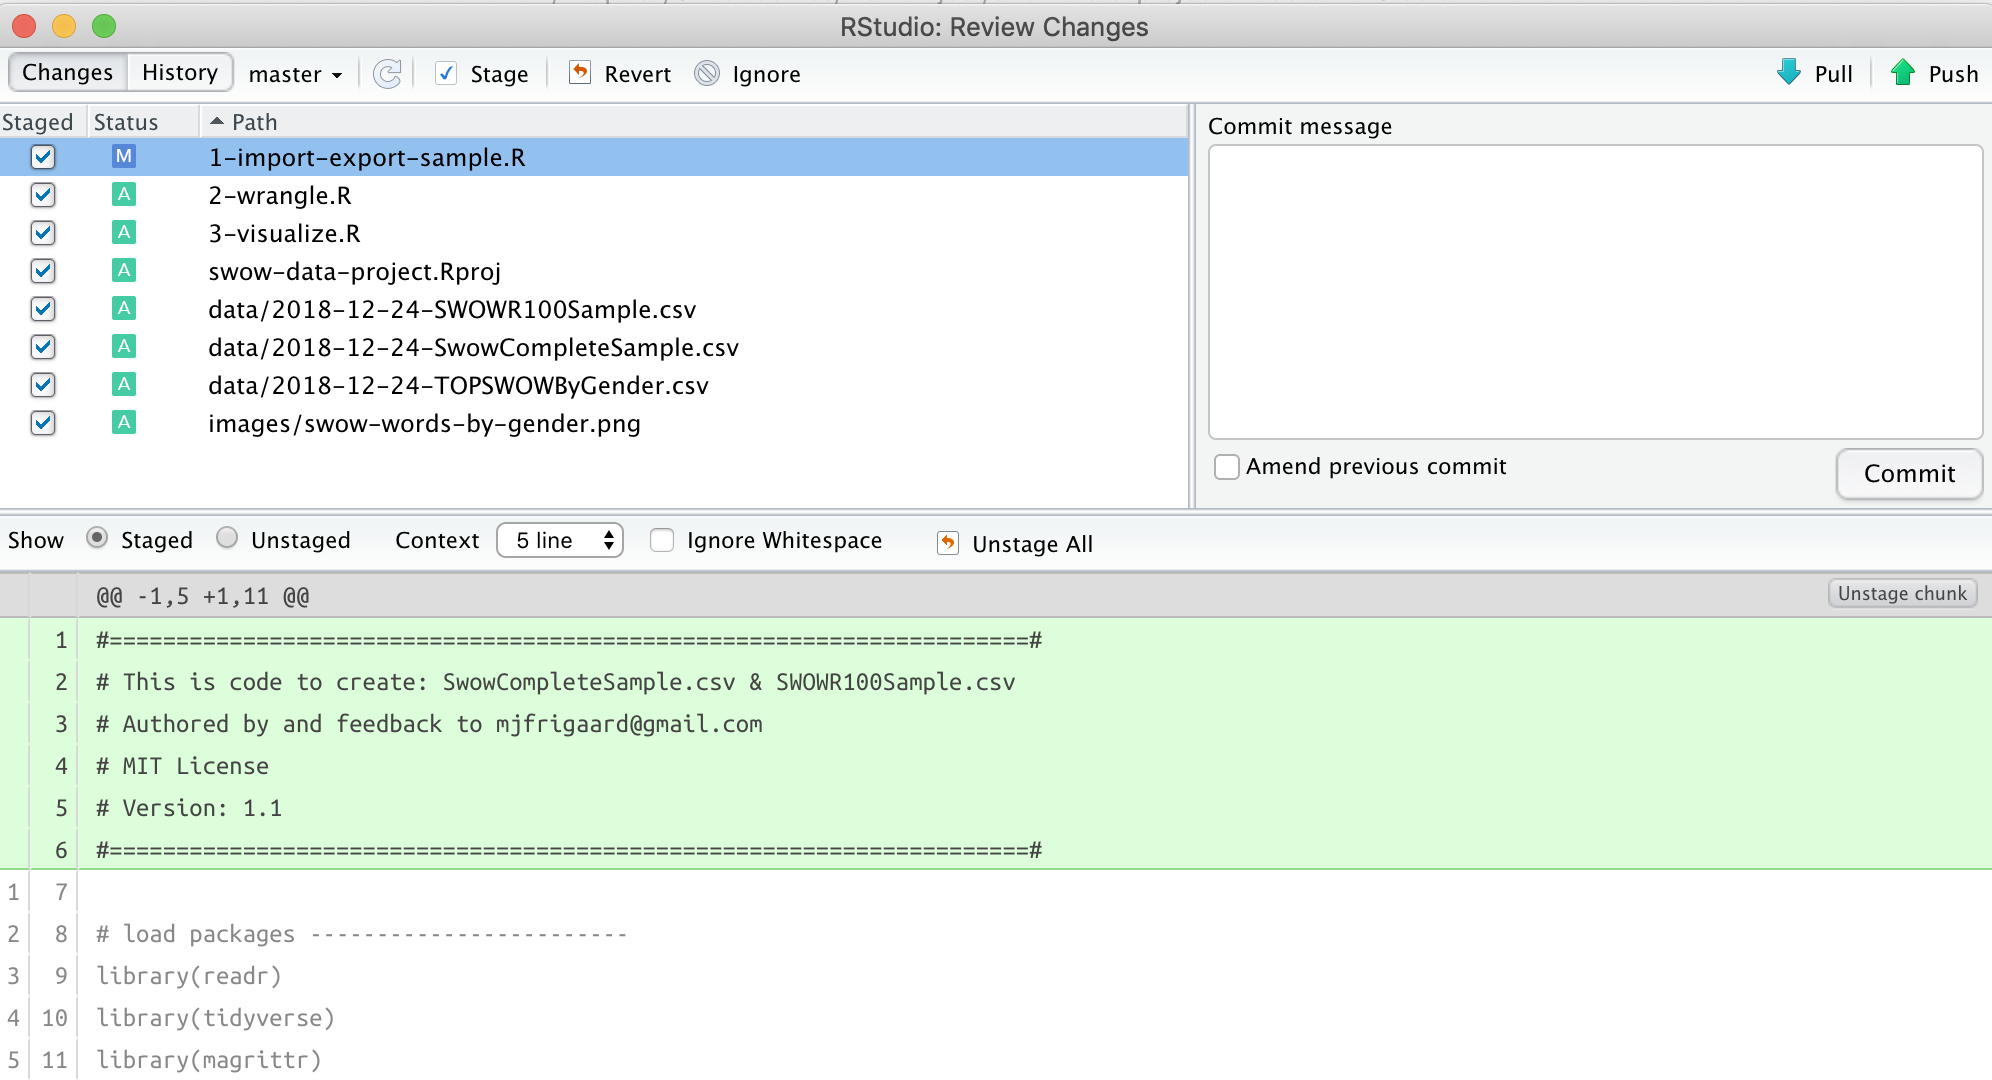 RStudio: Review Changes
Changes History master Stage Revert Ignore Pull Push
Staged Status Path
M 1-import-export-sample.R
A 2-wrangle.R
A 3-visualize.R
A swow-data-project.Rproj
A data/2018-12-24-SWOWR100Sample.csv
A data/2018-12-24-SwowCompleteSample.csv
A data/2018-12-24-TOPSWOWByGender.csv
A images/swow-words-by-gender.png
Commit message
Amend previous commit
Commit
Show Staged Unstaged Context 5 line Ignore Whitespace Unstage All
@@ -1,5 +1,11 @@ Unstage chunk
1 #=====================================================================#
2 # This is code to create: SwowCompleteSample.csv & SWOWR100Sample.csv
3 # Authored by and feedback to mjfrigaard@gmail.com
4 # MIT License
5 # Version: 1.1
6 #=====================================================================#
1 7
2 8 # load packages ------------------------
3 9 library(readr)
4 10 library(tidyverse)
5 11 library(magrittr)